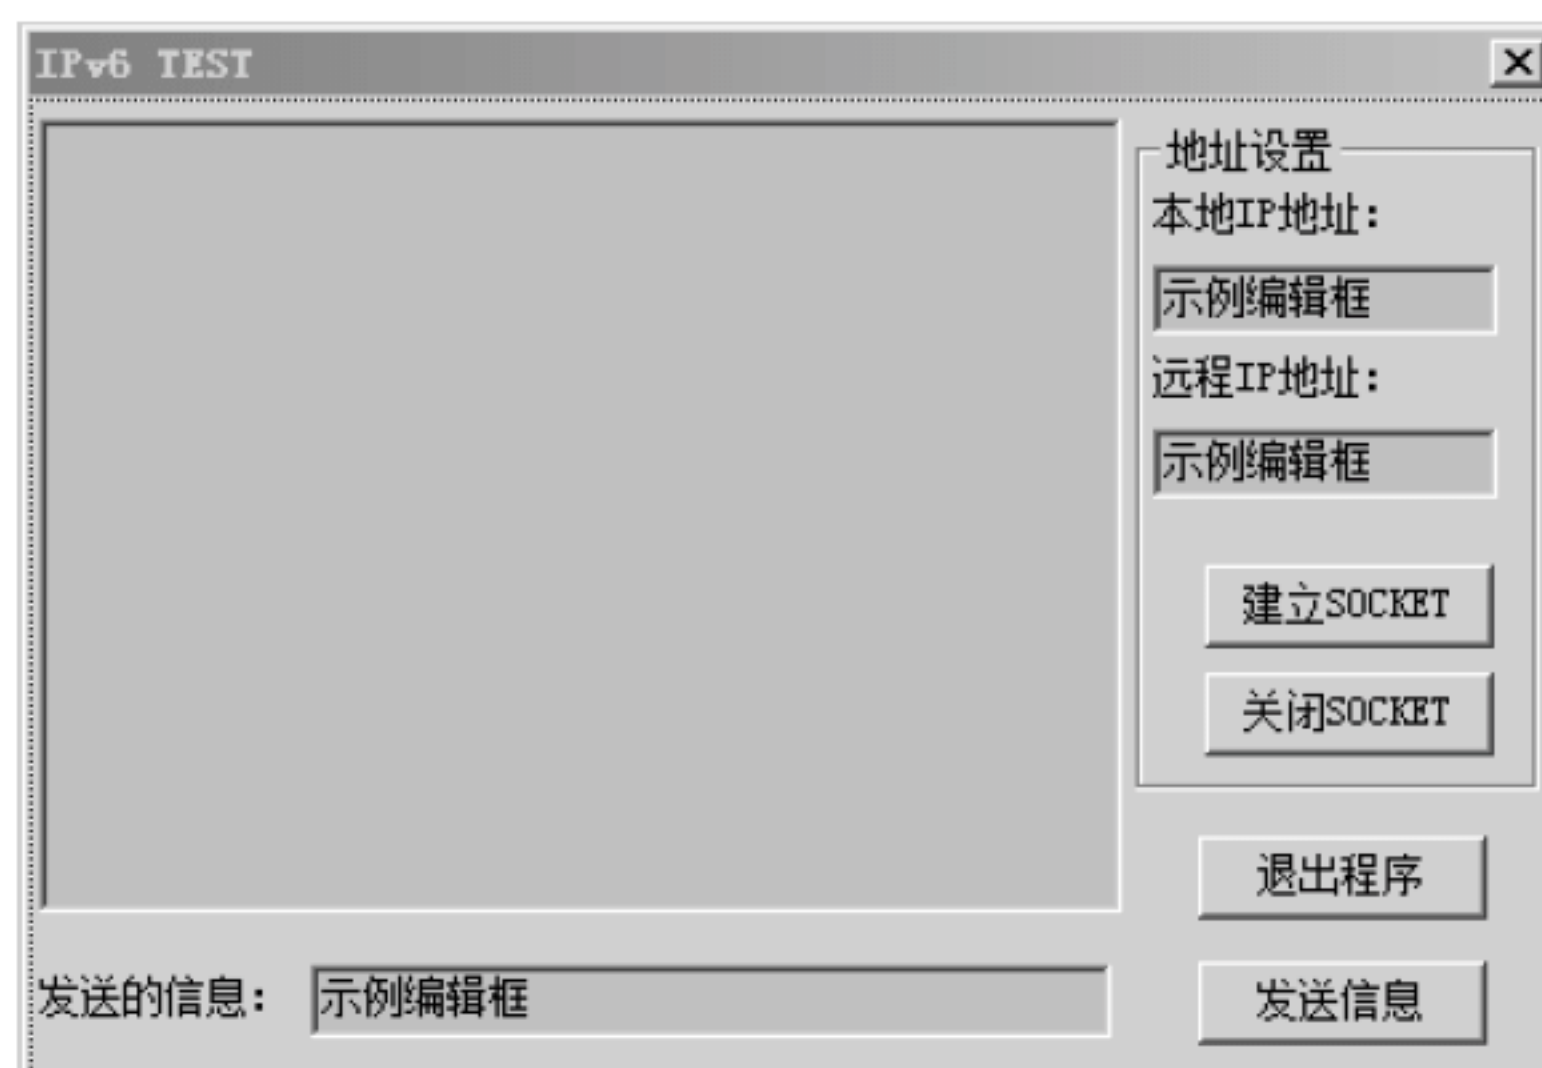 IPv6 TEST
地址设置
本地IP地址:
示例编辑框
远程IP地址:
示例编辑框
建立SOCKET
关闭SOCKET
退出程序
发送的信息: 示例编辑框
发送信息